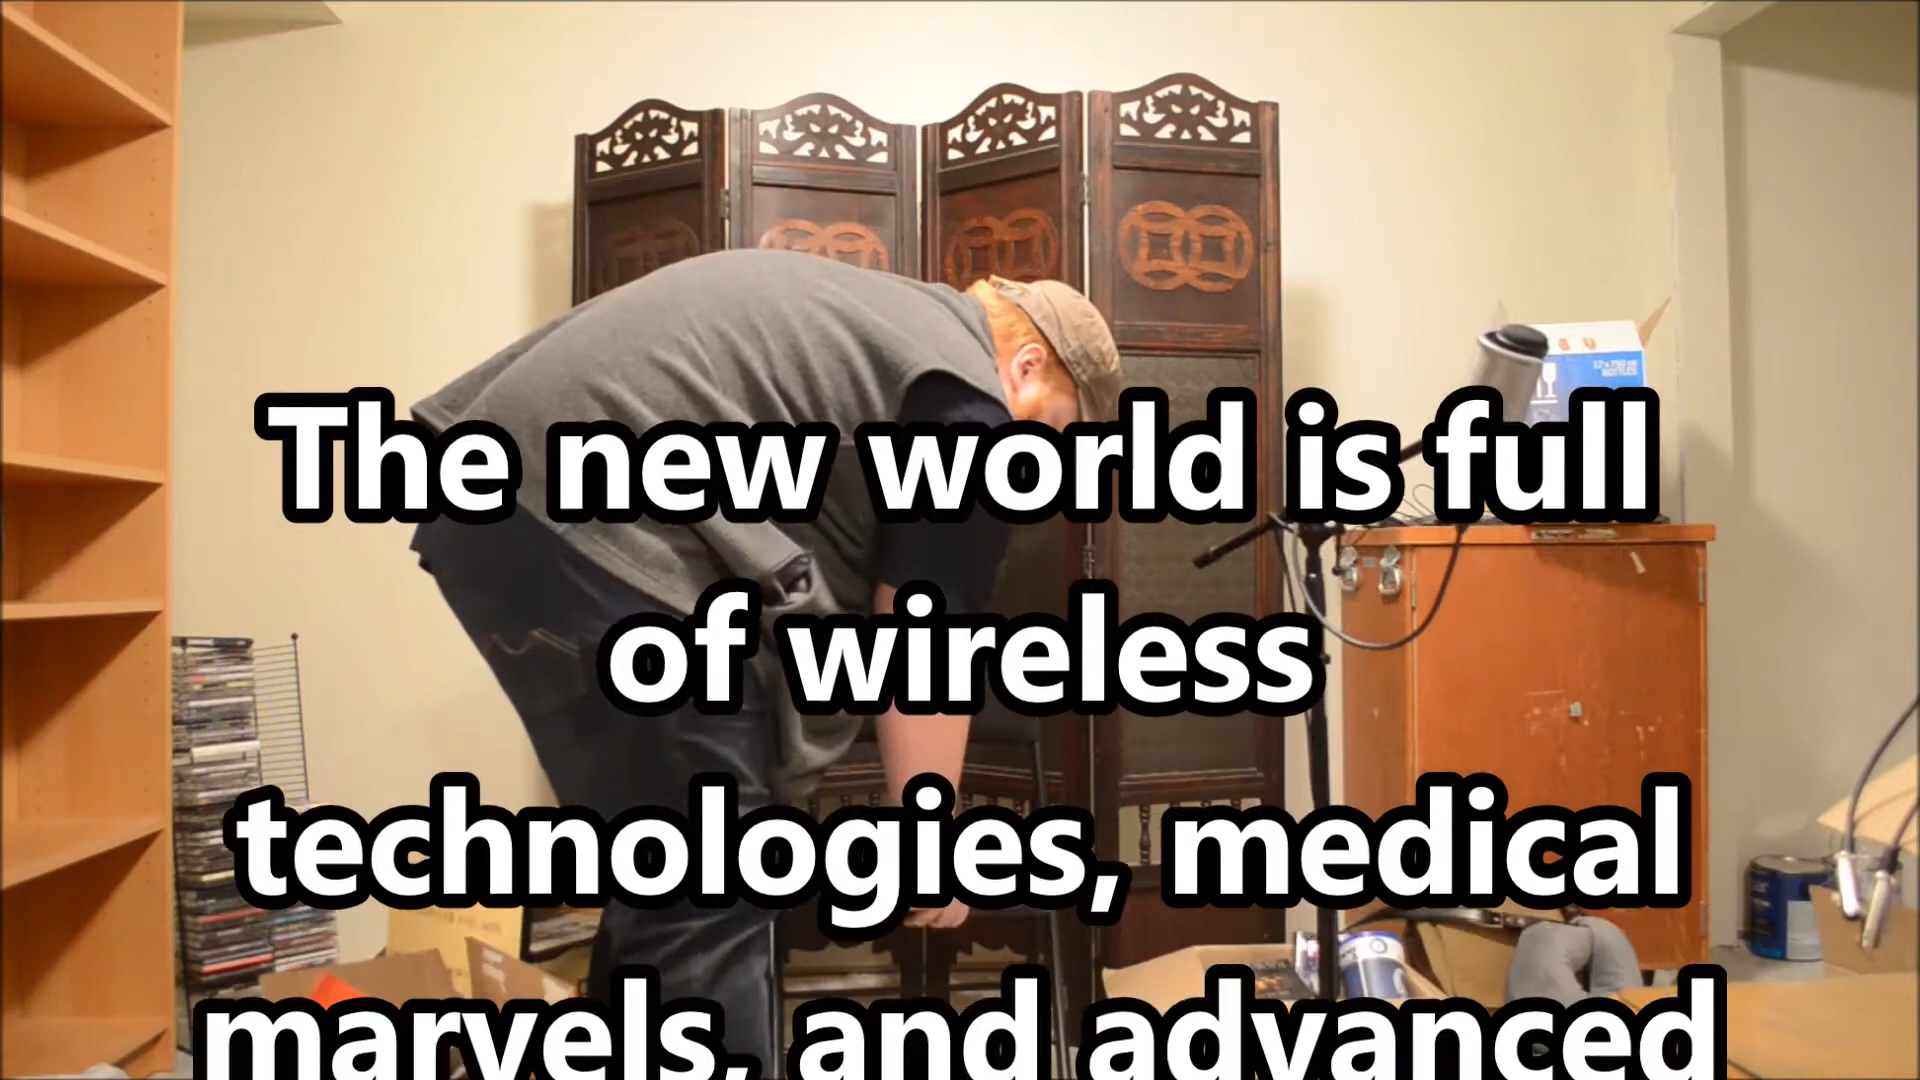 The new world is full
of wireless
technologies, medical
marvels, and advanced